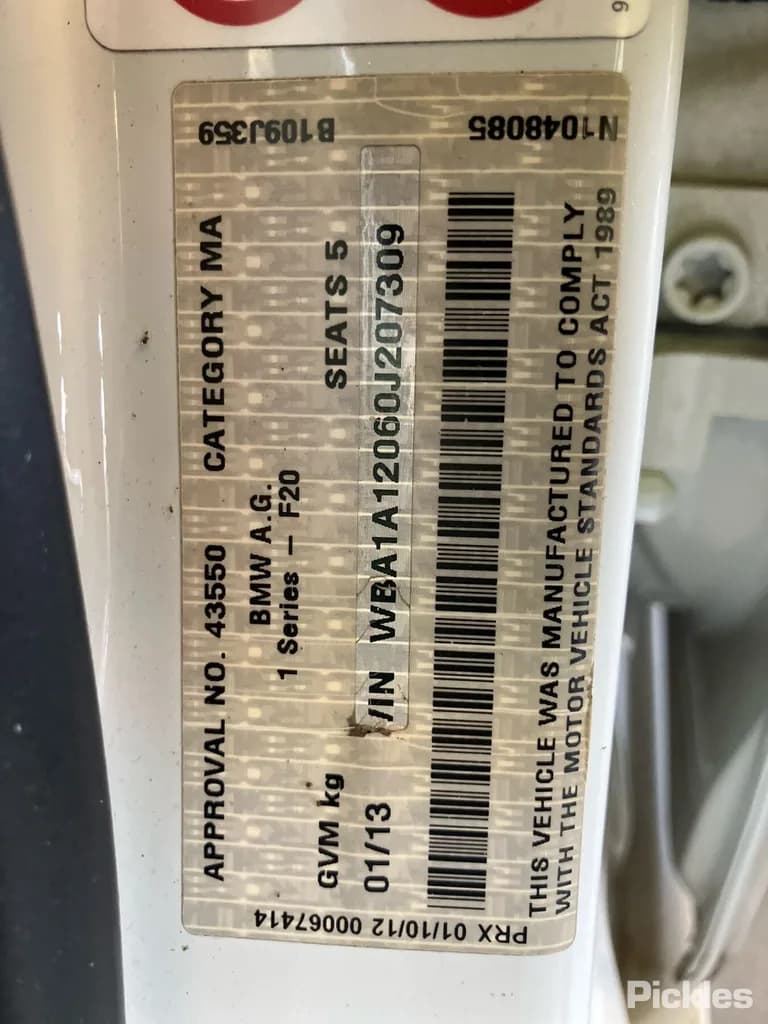 B109J359
N1048085
APPROVAL NO. 43550 CATEGORY MA
BMW A.G.
1 Series – F20
GVM kg SEATS 5
01/13 VIN WBA1A12060J207309
THIS VEHICLE WAS MANUFACTURED TO COMPLY
WITH THE MOTOR VEHICLE STANDARDS ACT 1989
PRX 01/10/12 00067414
Pickles